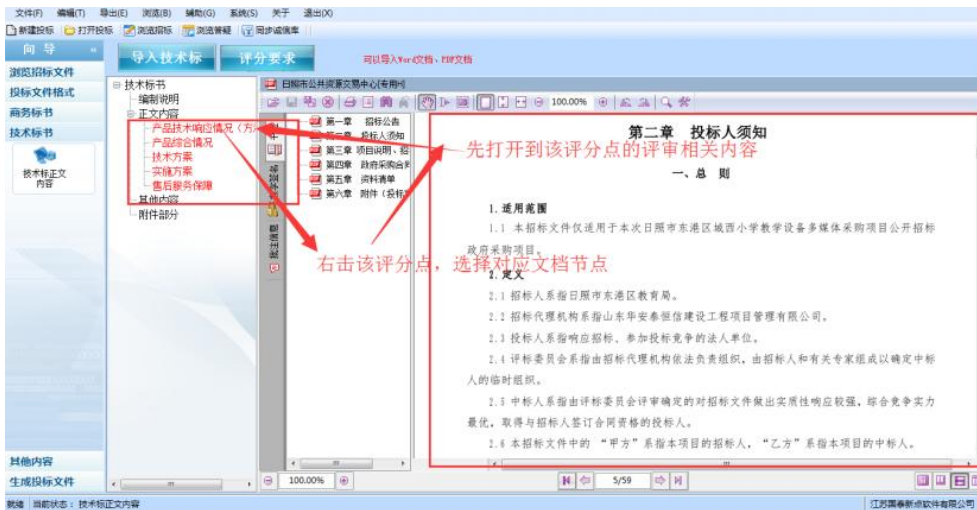 文件(F) 编辑(T) 导出(E) 浏览(B) 辅助(G) 系统(S) 关于 退出(X)
新建投标 打开投标 浏览招标 浏览答疑 同步诚信库
向 导 «
导入技术标 评分要求 可以导入Word文档、PDF文档
浏览招标文件
投标文件格式
商务标书
技术标书
技术标正文
内容
其他内容
生成投标文件
技术标书
编制说明
正文内容
产品技术响应情况(方
产品综合情况
技术方案
实施方案
售后服务保障
其他内容
附件部分
日照市公共资源交易中心(专用)
100.00%
第一章 招标公告
第二章 投标人须知
第三章 项目说明、招
第四章 政府采购合
第五章 资料清单
第六章 附件(投标
字签名
批注信息
先打开到该评分点的评审相关内容
右击该评分点,选择对应文档节点
第二章 投标人须知
一、总 则
1.适用范围
1.1 本招标文件仅适用于本次日照市东港区城西小学教学设备多媒体采购项目公开招标
政府采购项目。
2.定义
2.1 招标人系指日照市东港区教育局。
2.2 招标代理机构系指山东华安泰恒信建设工程项目管理有限公司。
2.3 投标人系指响应招标、参加投标竞争的法人单位。
2.4 评标委员会系指由招标代理机构依法负责组织,由招标人和有关专家组成以确定中标
人的临时组织。
2.5 中标人系指由评标委员会评审确定的对招标文件做出实质性响应较强,综合竞争实力
最优,取得与招标人签订合同资格的投标人。
2.6 本招标文件中的 “甲方”系指本项目的招标人, “乙方”系指本项目的中标人。
100.00% 5/59
就绪 当前状态: 技术标正文内容 江苏国泰新点软件有限公司